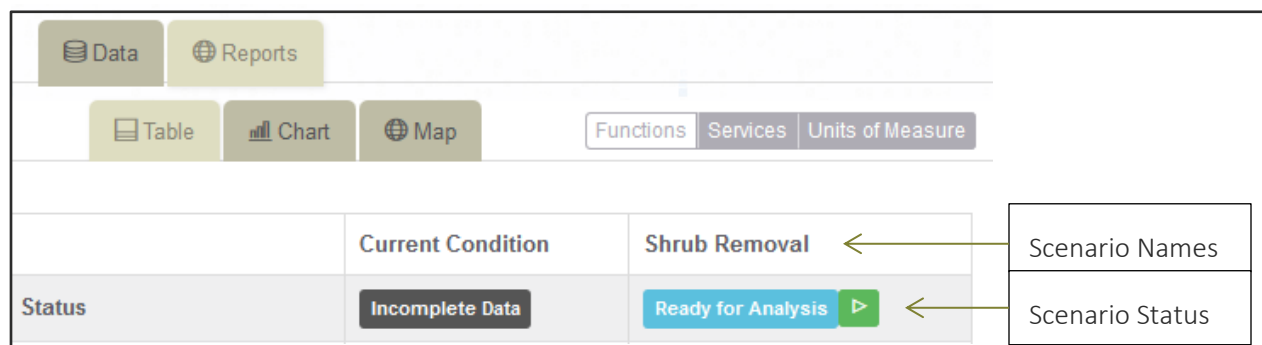 Data Reports
Table Chart Map Functions Services Units of Measure
Current Condition Shrub Removal Scenario Names
Status Incomplete Data Ready for Analysis Scenario Status